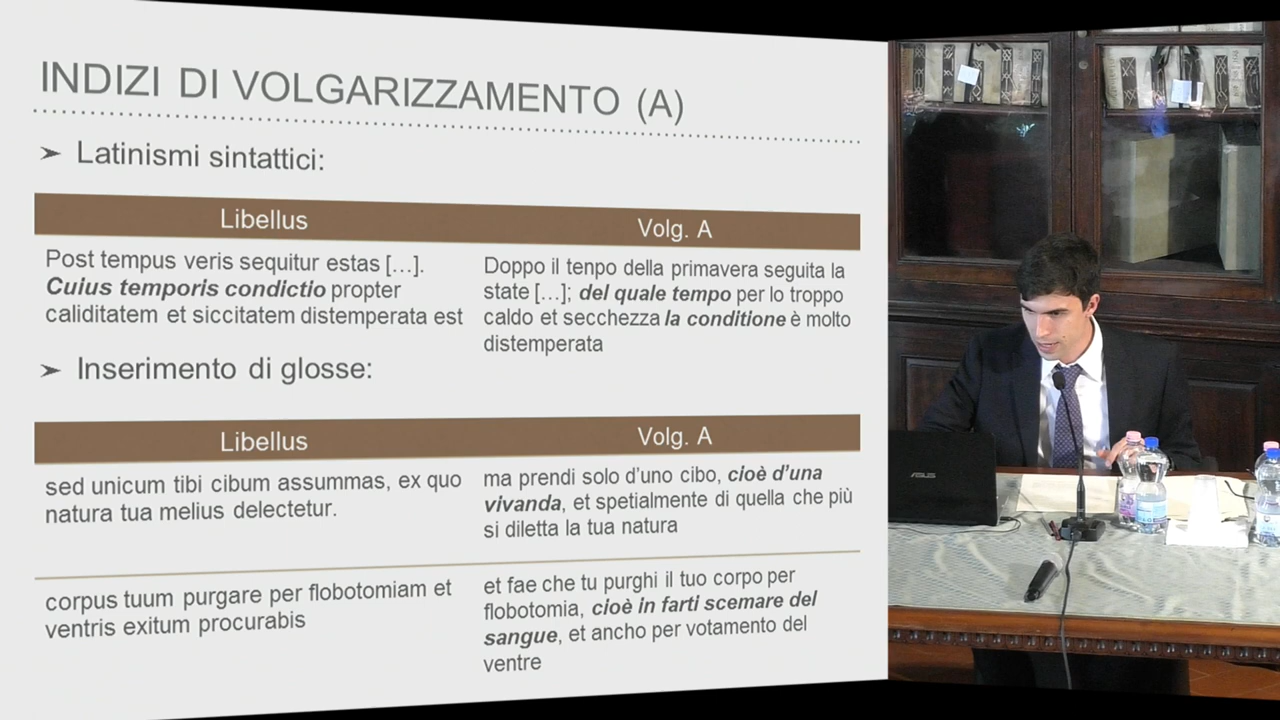 INDIZI DI VOLGARIZZAMENTO (A)
➢ Latinismi sintattici:
Libellus
Volg. A
Post tempus veris sequitur estas […].
Cuius temporis condictio propter
caliditatem et siccitatem distemperata est
Doppo il tenpo della primavera seguita la
state […]; del quale tempo per lo troppo
caldo et secchezza la conditione è molto
distemperata
➢ Inserimento di glosse:
Libellus
Volg. A
sed unicum tibi cibum assummas, ex quo
natura tua melius delectetur.
ma prendi solo d'uno cibo, cioè d'una
vivanda, et spetialmente di quella che più
si diletta la tua natura
corpus tuum purgare per flobotomiam et
ventris exitum procurabis
et fae che tu purghi il tuo corpo per
flobotomia, cioè in farti scemare del
sangue, et ancho per votamento del
ventre
ASUS